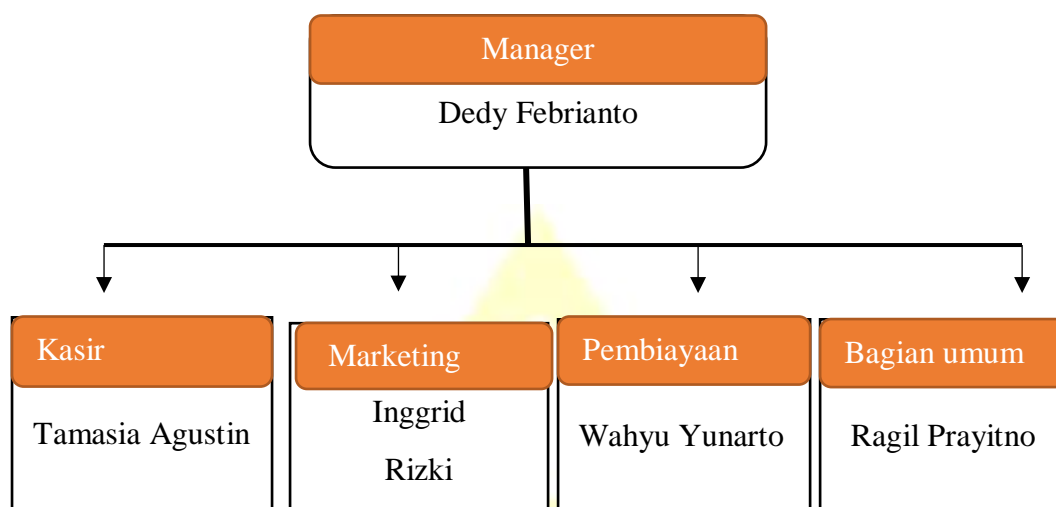 Manager
Dedy Febrianto
Kasir
Tamasia Agustin
Marketing
Inggrid
Rizki
Pembiayaan
Wahyu Yunarto
Bagian umum
Ragil Prayitno